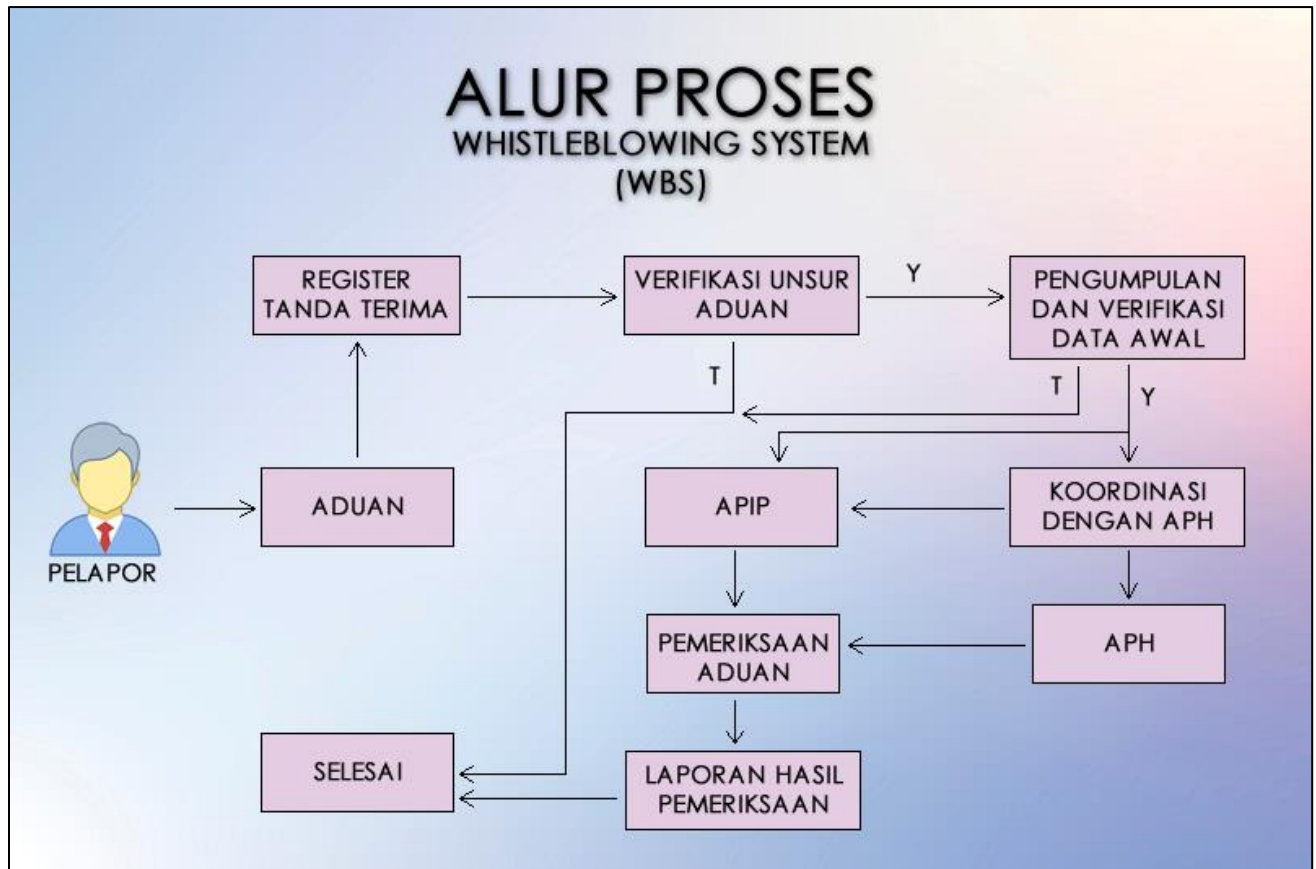 ALUR PROSES
WHISTLEBLOWING SYSTEM
(WBS)
REGISTER
TANDA TERIMA
VERIFIKASI UNSUR
ADUAN
Y
PENGUMPULAN
DAN VERIFIKASI
DATA AWAL
T
T
Y
PELAPOR
ADUAN
APIP
KOORDINASI
DENGAN APH
PEMERIKSAAN
ADUAN
APH
SELESAI
LAPORAN HASIL
PEMERIKSAAN